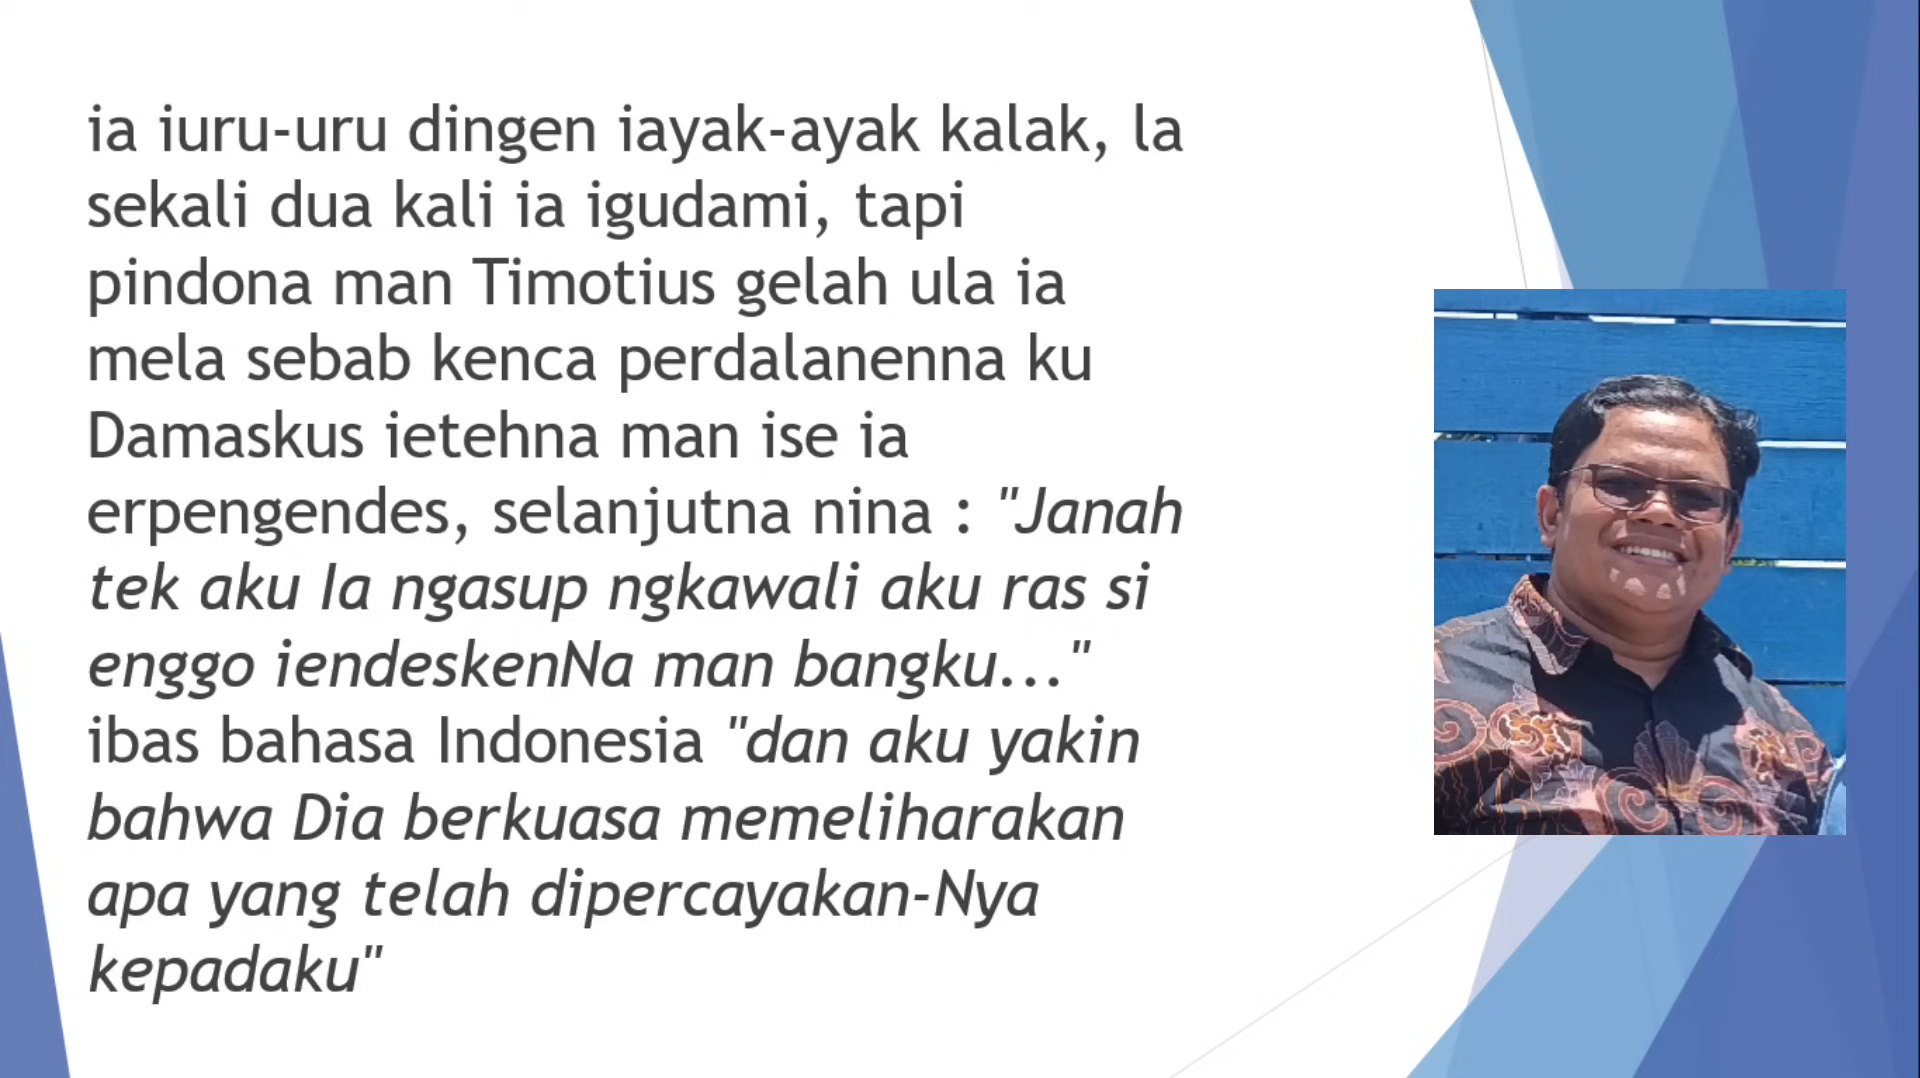 ia iuru-uru dingen iayak-ayak kalak, la
sekali dua kali ia igudami, tapi
pindona man Timotius gelah ula ia
mela sebab kenca perdalanenna ku
Damaskus ietehna man ise ia
erpengendes, selanjutna nina : "Janah
tek aku Ia ngasup ngkawali aku ras si
enggo iendeskenNa man bangku..."
ibas bahasa Indonesia "dan aku yakin
bahwa Dia berkuasa memeliharakan
apa yang telah dipercayakan-Nya
kepadaku"